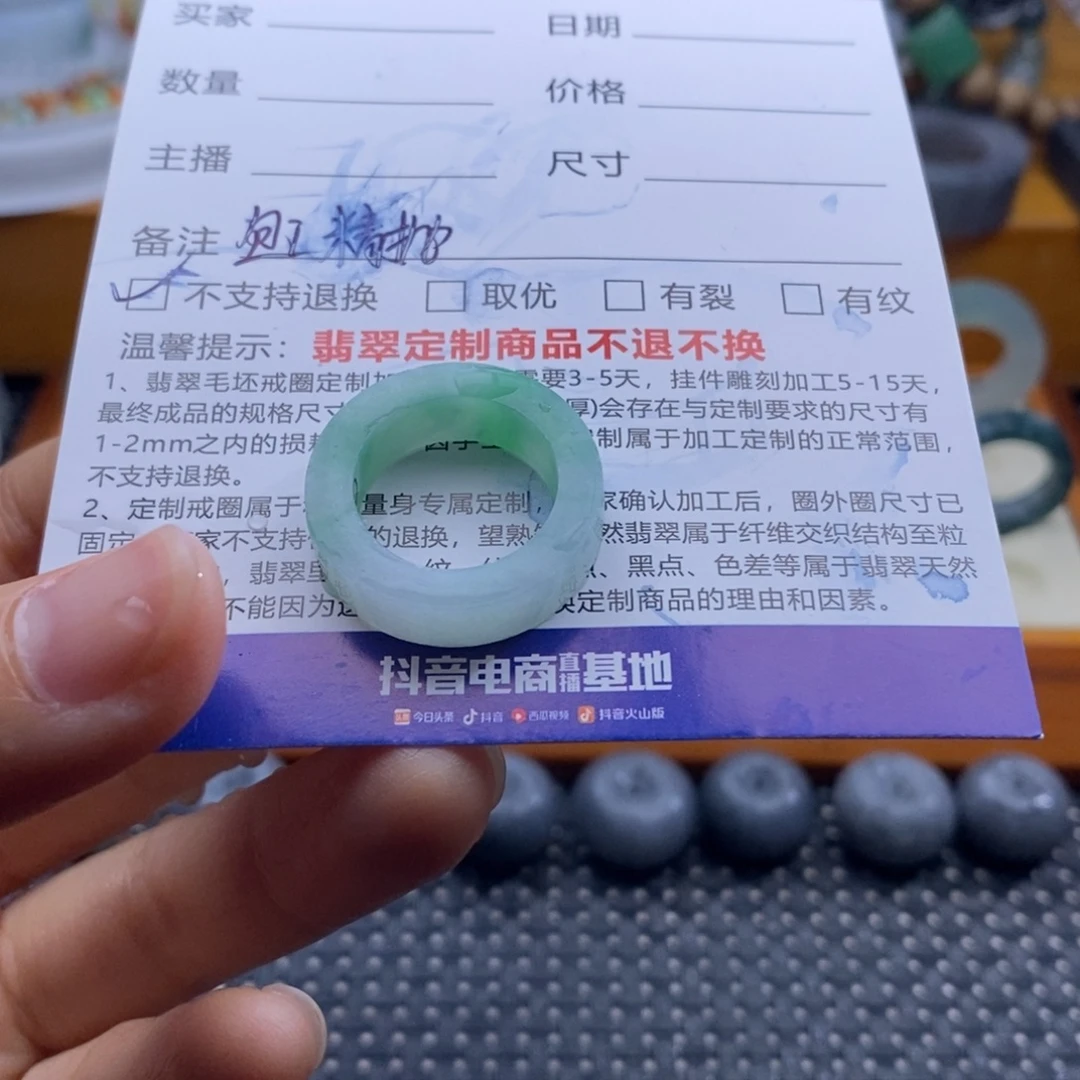 买家 日期
数量 价格
主播 尺寸
备注 精抛
不支持退换 取优 有裂 有纹
温馨提示：翡翠定制商品不退不换
1、翡翠毛坯戒圈定制加 需要3-5天，挂件雕刻加工5-15天，
最终成品的规格尺寸 厚)会存在与定制要求的尺寸有
1-2mm之内的损耗 因手工 制属于加工定制的正常范围，
不支持退换。
2、定制戒圈属于 量身专属定制， 家确认加工后，圈外圈尺寸已
固定 家不支持 的退换，望熟 然翡翠属于纤维交织结构至粒
，翡翠 纹、 、黑点、色差等属于翡翠天然
不能因为 定制商品的理由和因素。
抖音电商直播基地
头条 今日头条 抖音 西瓜视频 抖音火山版